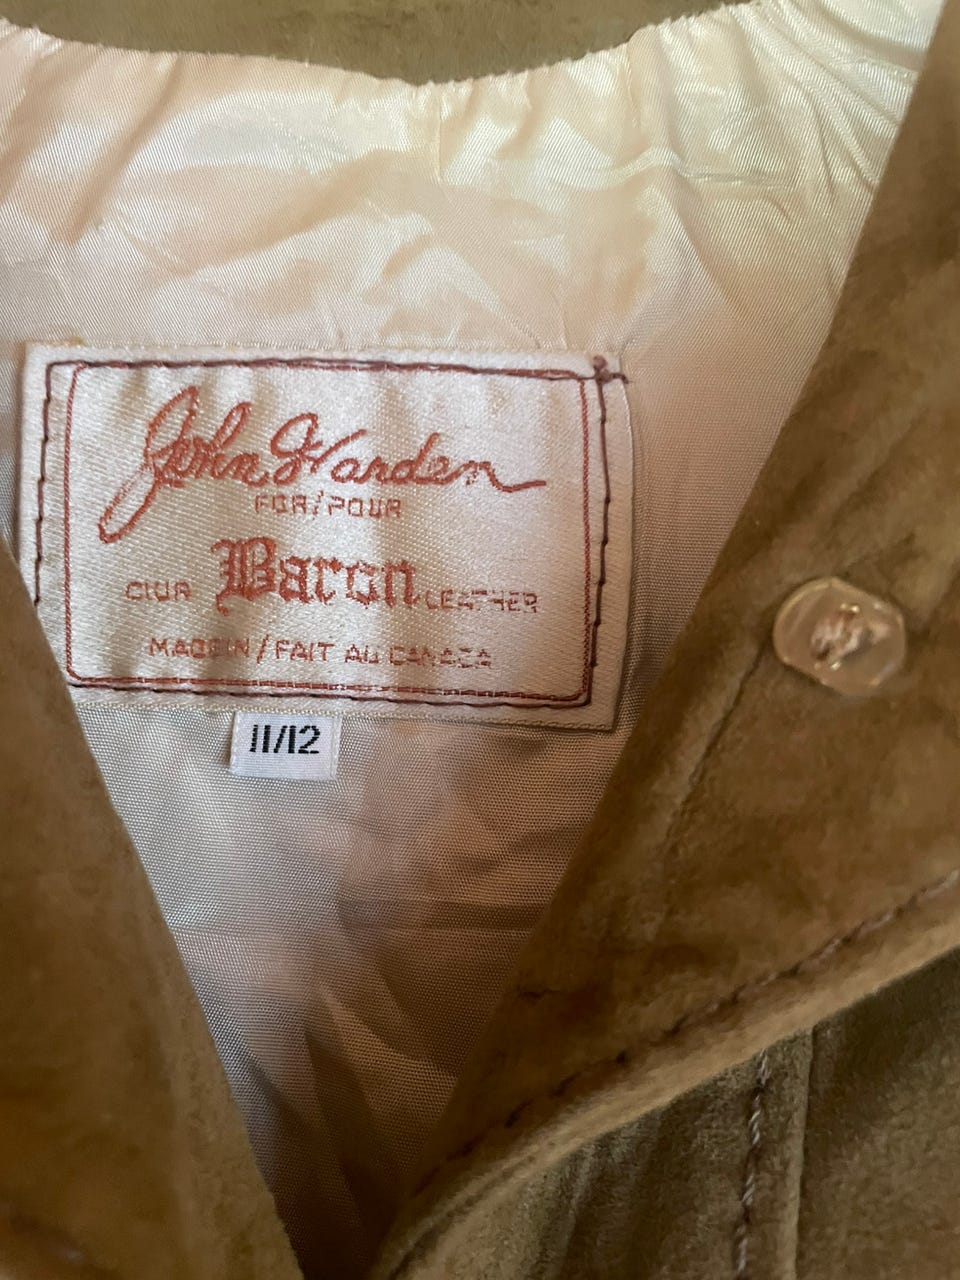 John Warden
FOR/POUR
CUIR Baron LEATHER
MADE IN / FAIT AU CANADA
11/12